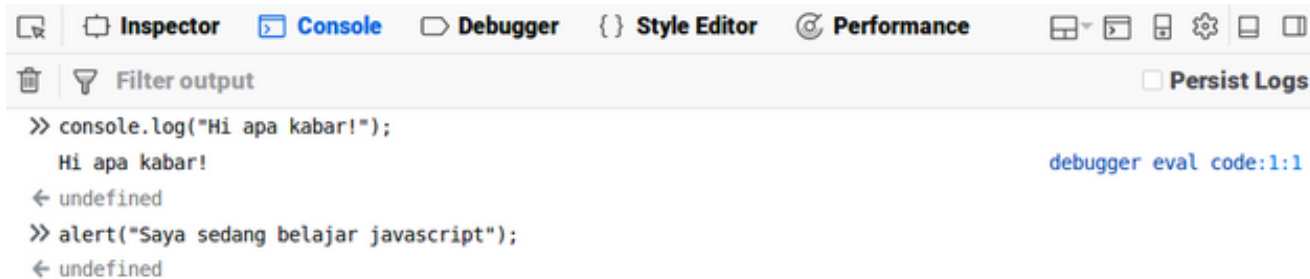 Inspector Console Debugger { } Style Editor Performance
Filter output Persist Logs
>> console.log("Hi apa kabar!");
Hi apa kabar! debugger eval code:1:1
← undefined
>> alert("Saya sedang belajar javascript");
← undefined